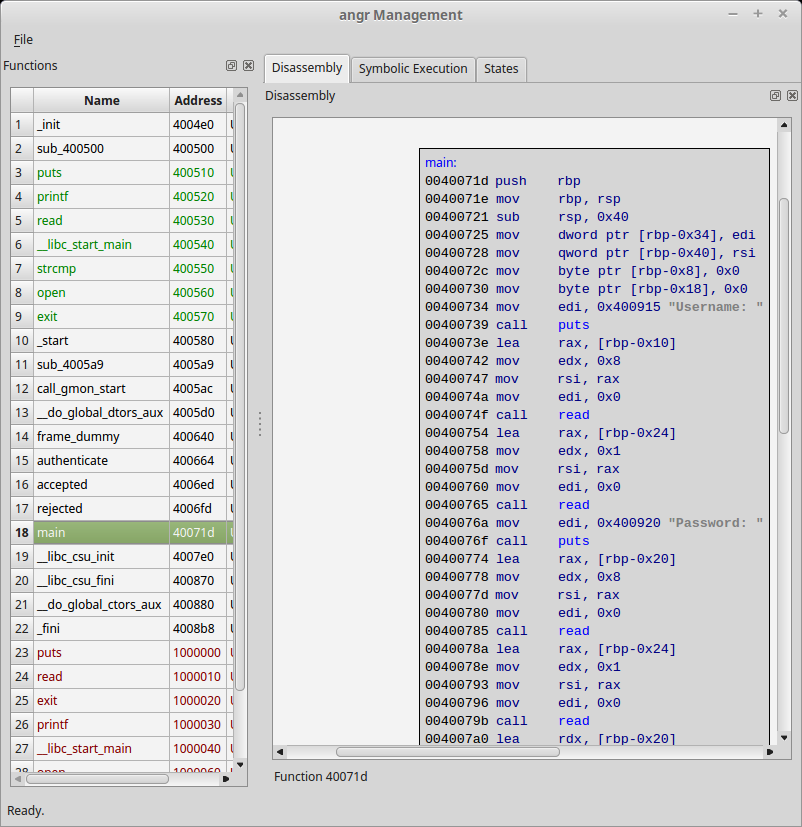 angr Management
File
Functions
Disassembly Symbolic Execution States
Disassembly
Name Address
1 _init 4004e0
2 sub_400500 400500
3 puts 400510
4 printf 400520
5 read 400530
6 __libc_start_main 400540
7 strcmp 400550
8 open 400560
9 exit 400570
10 _start 400580
11 sub_4005a9 4005a9
12 call_gmon_start 4005ac
13 __do_global_dtors_aux 4005d0
14 frame_dummy 400640
15 authenticate 400664
16 accepted 4006ed
17 rejected 4006fd
18 main 40071d
19 __libc_csu_init 4007e0
20 __libc_csu_fini 400870
21 __do_global_ctors_aux 400880
22 _fini 4008b8
23 puts 1000000
24 read 1000010
25 exit 1000020
26 printf 1000030
27 __libc_start_main 1000040
28 open 1000060
main:
0040071d push rbp
0040071e mov rbp, rsp
00400721 sub rsp, 0x40
00400725 mov dword ptr [rbp-0x34], edi
00400728 mov qword ptr [rbp-0x40], rsi
0040072c mov byte ptr [rbp-0x8], 0x0
00400730 mov byte ptr [rbp-0x18], 0x0
00400734 mov edi, 0x400915 "Username: "
00400739 call puts
0040073e lea rax, [rbp-0x10]
00400742 mov edx, 0x8
00400747 mov rsi, rax
0040074a mov edi, 0x0
0040074f call read
00400754 lea rax, [rbp-0x24]
00400758 mov edx, 0x1
0040075d mov rsi, rax
00400760 mov edi, 0x0
00400765 call read
0040076a mov edi, 0x400920 "Password: "
0040076f call puts
00400774 lea rax, [rbp-0x20]
00400778 mov edx, 0x8
0040077d mov rsi, rax
00400780 mov edi, 0x0
00400785 call read
0040078a lea rax, [rbp-0x24]
0040078e mov edx, 0x1
00400793 mov rsi, rax
00400796 mov edi, 0x0
0040079b call read
004007a0 lea rdx, [rbp-0x20]
Function 40071d
Ready.